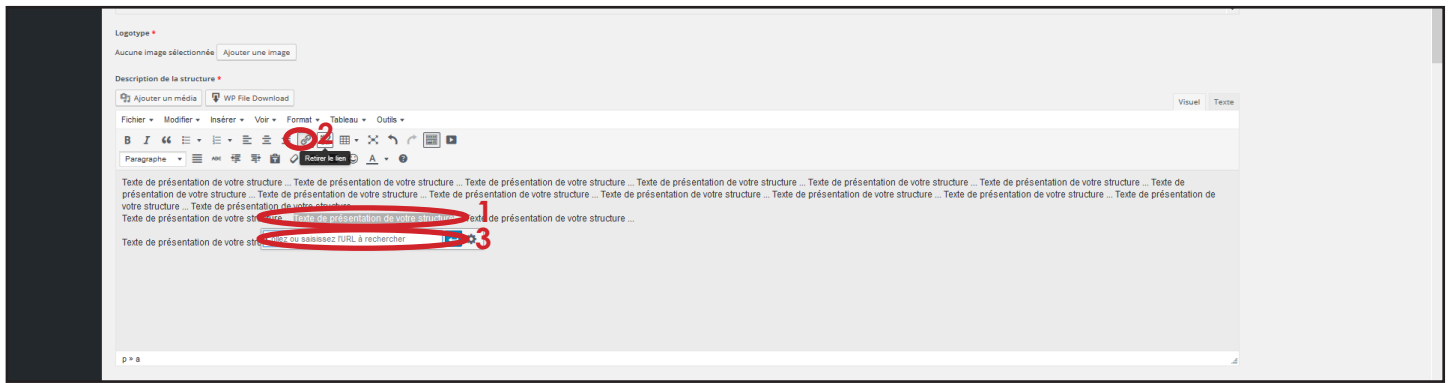 Logotype *
Aucune image sélectionnée Ajouter une image
Description de la structure *
Ajouter un média WP File Download
Visuel Texte
Fichier Modifier Insérer Voir Format Tableau Outils
2
Paragraphe ABC Retirer le lien A
Texte de présentation de votre structure ... Texte de présentation de votre structure ... Texte de présentation de votre structure ... Texte de présentation de votre structure ... Texte de présentation de votre structure ... Texte de présentation de votre structure ... Texte de
présentation de votre structure ... Texte de présentation de votre structure ... Texte de présentation de votre structure ... Texte de présentation de votre structure ... Texte de présentation de votre structure ... Texte de présentation de votre structure ... Texte de présentation de
votre structure ... Texte de présentation de votre structure
Texte de présentation de votre structure Texte de présentation de votre structure 1 Texte de présentation de votre structure ...
Texte de présentation de votre ou saisissez l'URL à rechercher 3
p » a